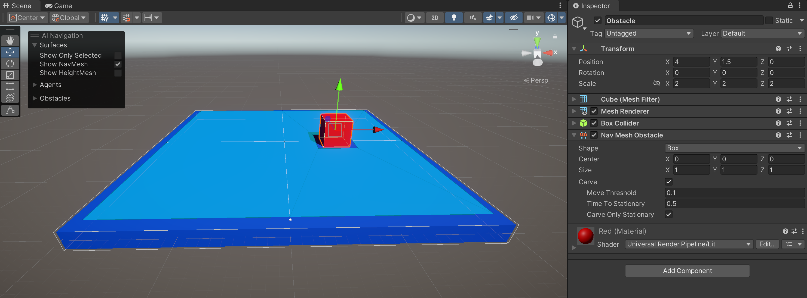 Scene Game
Center Global 2D
AI Navigation
Surfaces
Show Only Selected
Show NavMesh
Show HeightMesh
Agents
Obstacles
y
x
Persp
Inspector
Obstacle Static
Tag Untagged Layer Default
Transform
Position X 4 Y 1.5 Z 0
Rotation X 0 Y 0 Z 0
Scale X 2 Y 2 Z 2
Cube (Mesh Filter)
Mesh Renderer
Box Collider
Nav Mesh Obstacle
Shape Box
Center X 0 Y 0 Z 0
Size X 1 Y 1 Z 1
Carve
Move Threshold 0.1
Time To Stationary 0.5
Carve Only Stationary
Red (Material)
Shader Universal Render Pipeline/Lit Edit...
Add Component